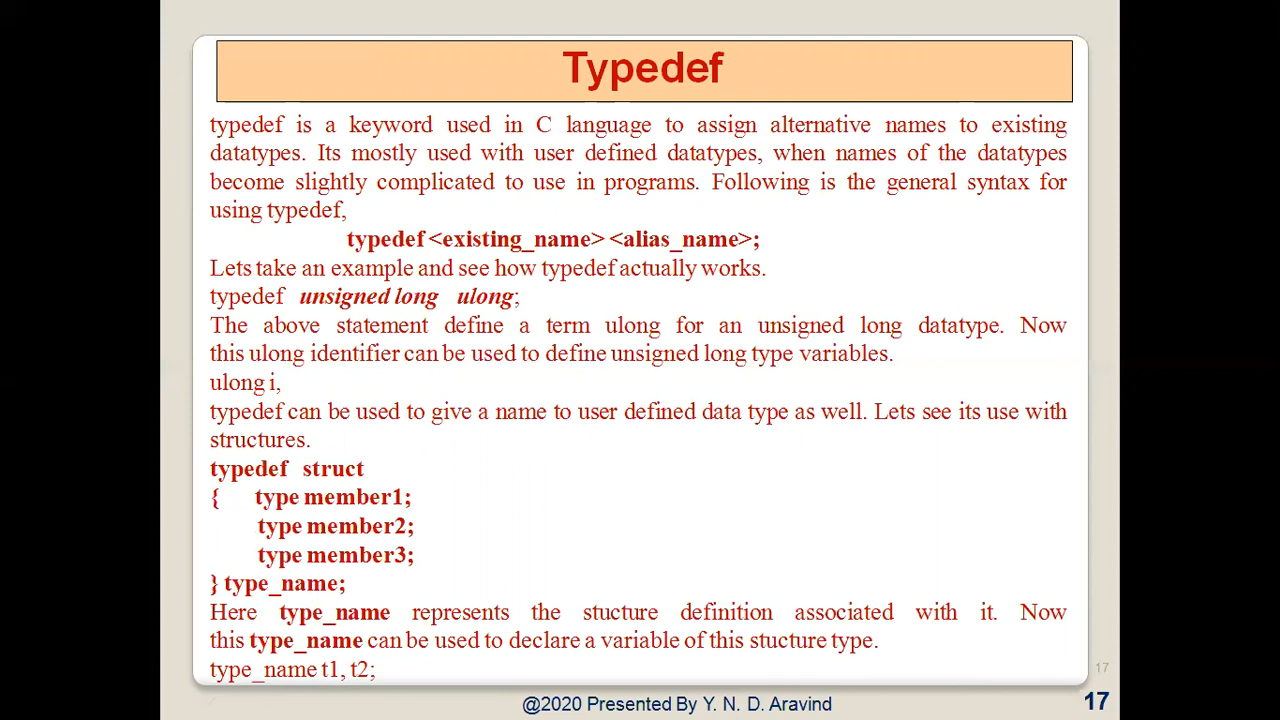 Typedef
typedef is a keyword used in C language to assign alternative names to existing
datatypes. Its mostly used with user defined datatypes, when names of the datatypes
become slightly complicated to use in programs. Following is the general syntax for
using typedef,
typedef <existing_name> <alias_name>;
Lets take an example and see how typedef actually works.
typedef unsigned long ulong;
The above statement define a term ulong for an unsigned long datatype. Now
this ulong identifier can be used to define unsigned long type variables.
ulong i,
typedef can be used to give a name to user defined data type as well. Lets see its use with
structures.
typedef struct
{ type member1;
type member2;
type member3;
} type_name;
Here type_name represents the stucture definition associated with it. Now
this type_name can be used to declare a variable of this stucture type.
type_name t1, t2;
17
@2020 Presented By Y. N. D. Aravind
17